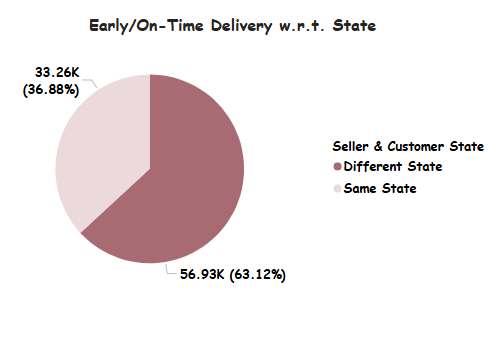 Early/On-Time Delivery w.r.t. State
33.26K
(36.88%)
Seller & Customer State
Different State
Same State
56.93K (63.12%)